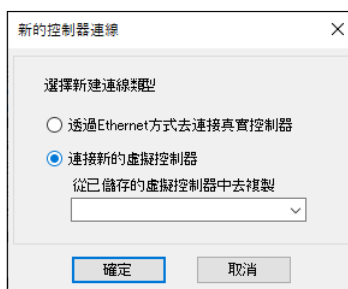 新的控制器連線
選擇新建連線類型
透過Ethernet方式去連接真實控制器
連接新的虛擬控制器
從已儲存的虛擬控制器中去複製
確定
取消